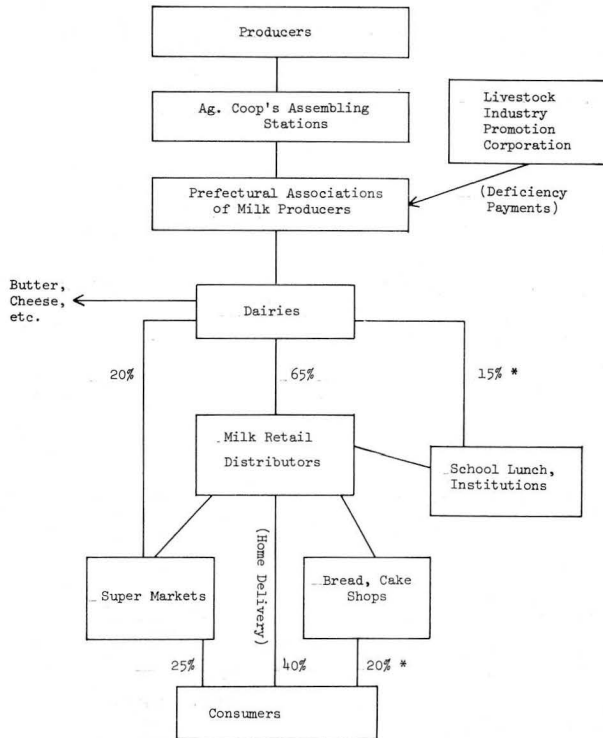 Producers
Ag. Coop's Assembling
Stations
Livestock
Industry
Promotion
Corporation
Prefectural Associations
of Milk Producers
(Deficiency
Payments)
Butter,
Cheese,
etc.
Dairies
20%
65%
15% *
Milk Retail
Distributors
School Lunch,
Institutions
(Home Delivery)
Super Markets
Bread, Cake
Shops
25%
40%
20% *
Consumers